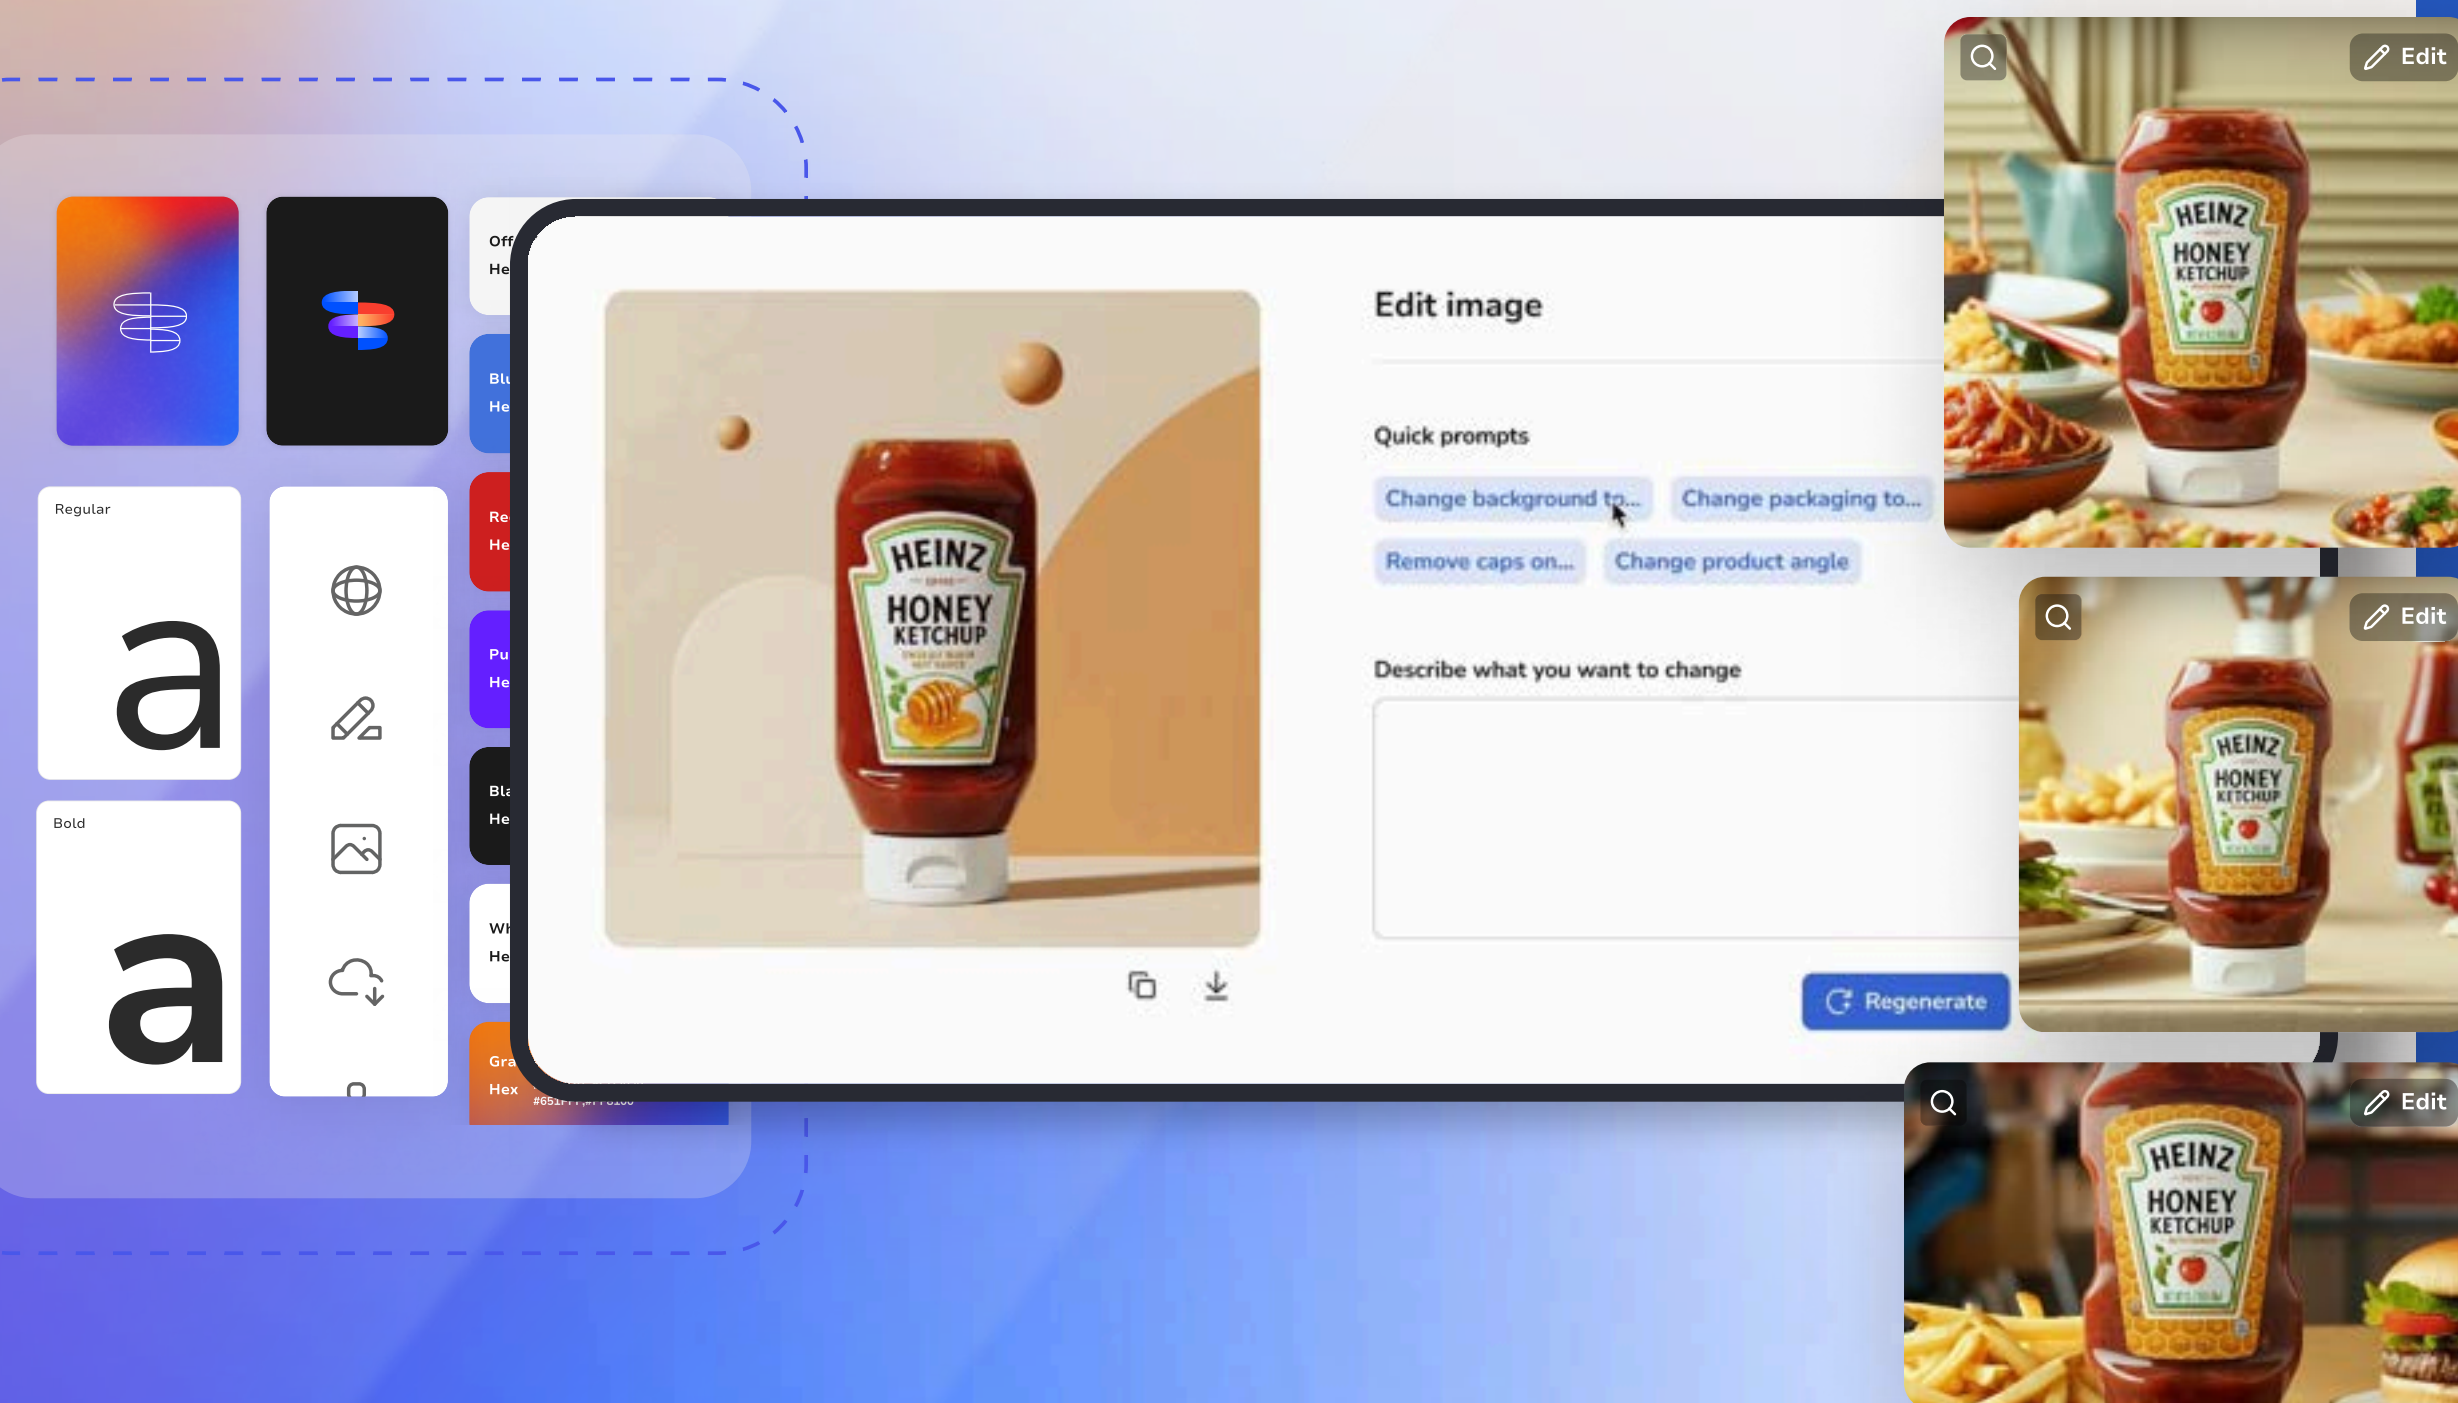 Regular
a
Bold
a
Off
He
Blu
He
Re
He
Pu
He
Bla
He
Wh
He
Gra
Hex
HEINZ
HONEY
KETCHUP
Edit image
Quick prompts
Change background to...
Change packaging to...
Remove caps on...
Change product angle
Describe what you want to change
Regenerate
Edit
HEINZ
HONEY
KETCHUP
Edit
HEINZ
HONEY
KETCHUP
Edit
HEINZ
HONEY
KETCHUP